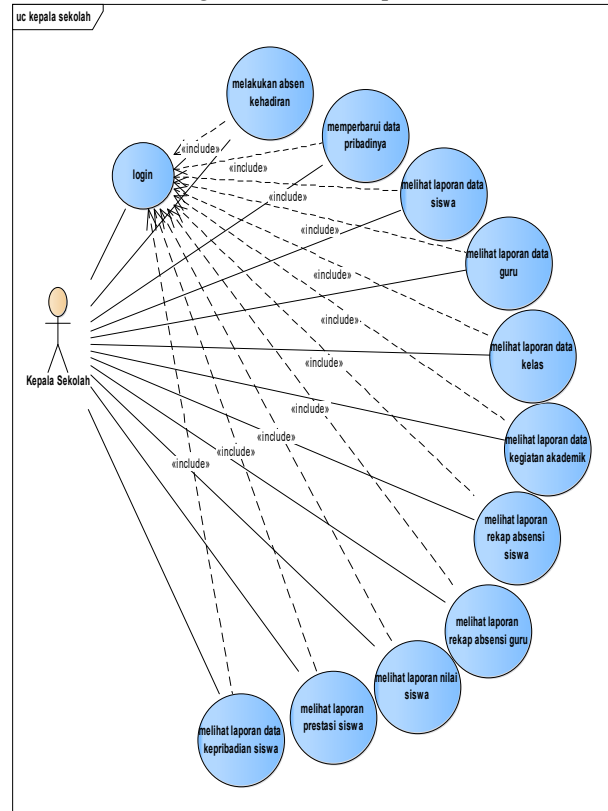 uc kepala sekolah
melakukan absen
kehadiran
memperbarui data
pribadinya
«include»
login
«include»
«include»
melihat laporan data
siswa
«include»
melihat laporan data
guru
«include»
Kepala Sekolah
«include»
melihat laporan data
kelas
«include»
melihat laporan data
kegiatan akademik
«include»
«include»
«include»
«include»
melihat laporan
rekap absensi
siswa
melihat laporan
rekap absensi guru
melihat laporan nilai
siswa
melihat laporan
prestasi siswa
melihat laporan data
kepribadian siswa